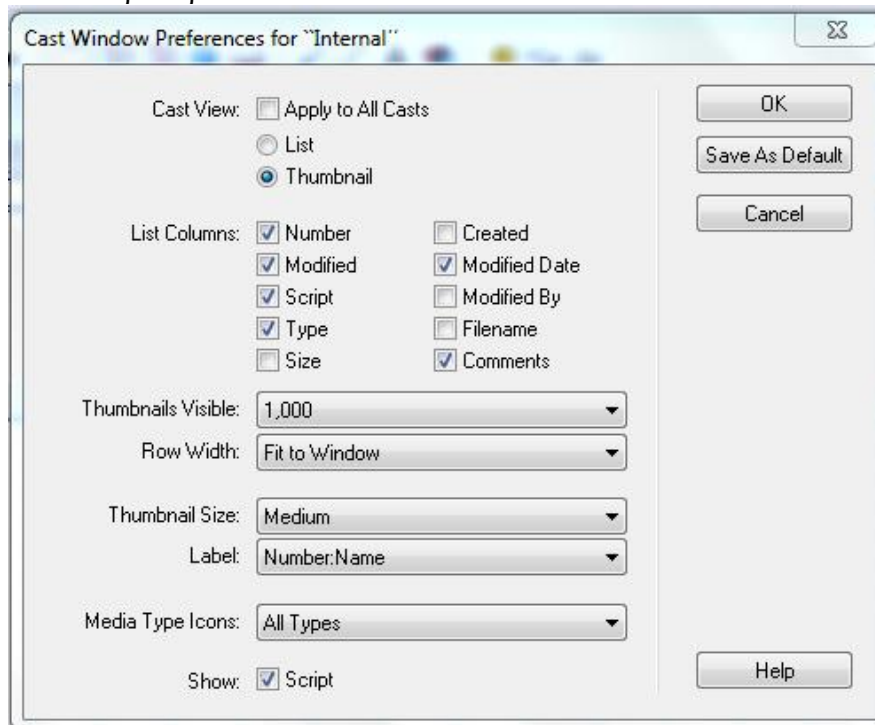 Cast Window Preferences for ``Internal´´
Cast View: Apply to All Casts
List
Thumbnail
List Columns: Number Created
Modified Modified Date
Script Modified By
Type Filename
Size Comments
Thumbnails Visible: 1,000
Row Width: Fit to Window
Thumbnail Size: Medium
Label: Number:Name
Media Type Icons: All Types
Show: Script
OK
Save As Default
Cancel
Help